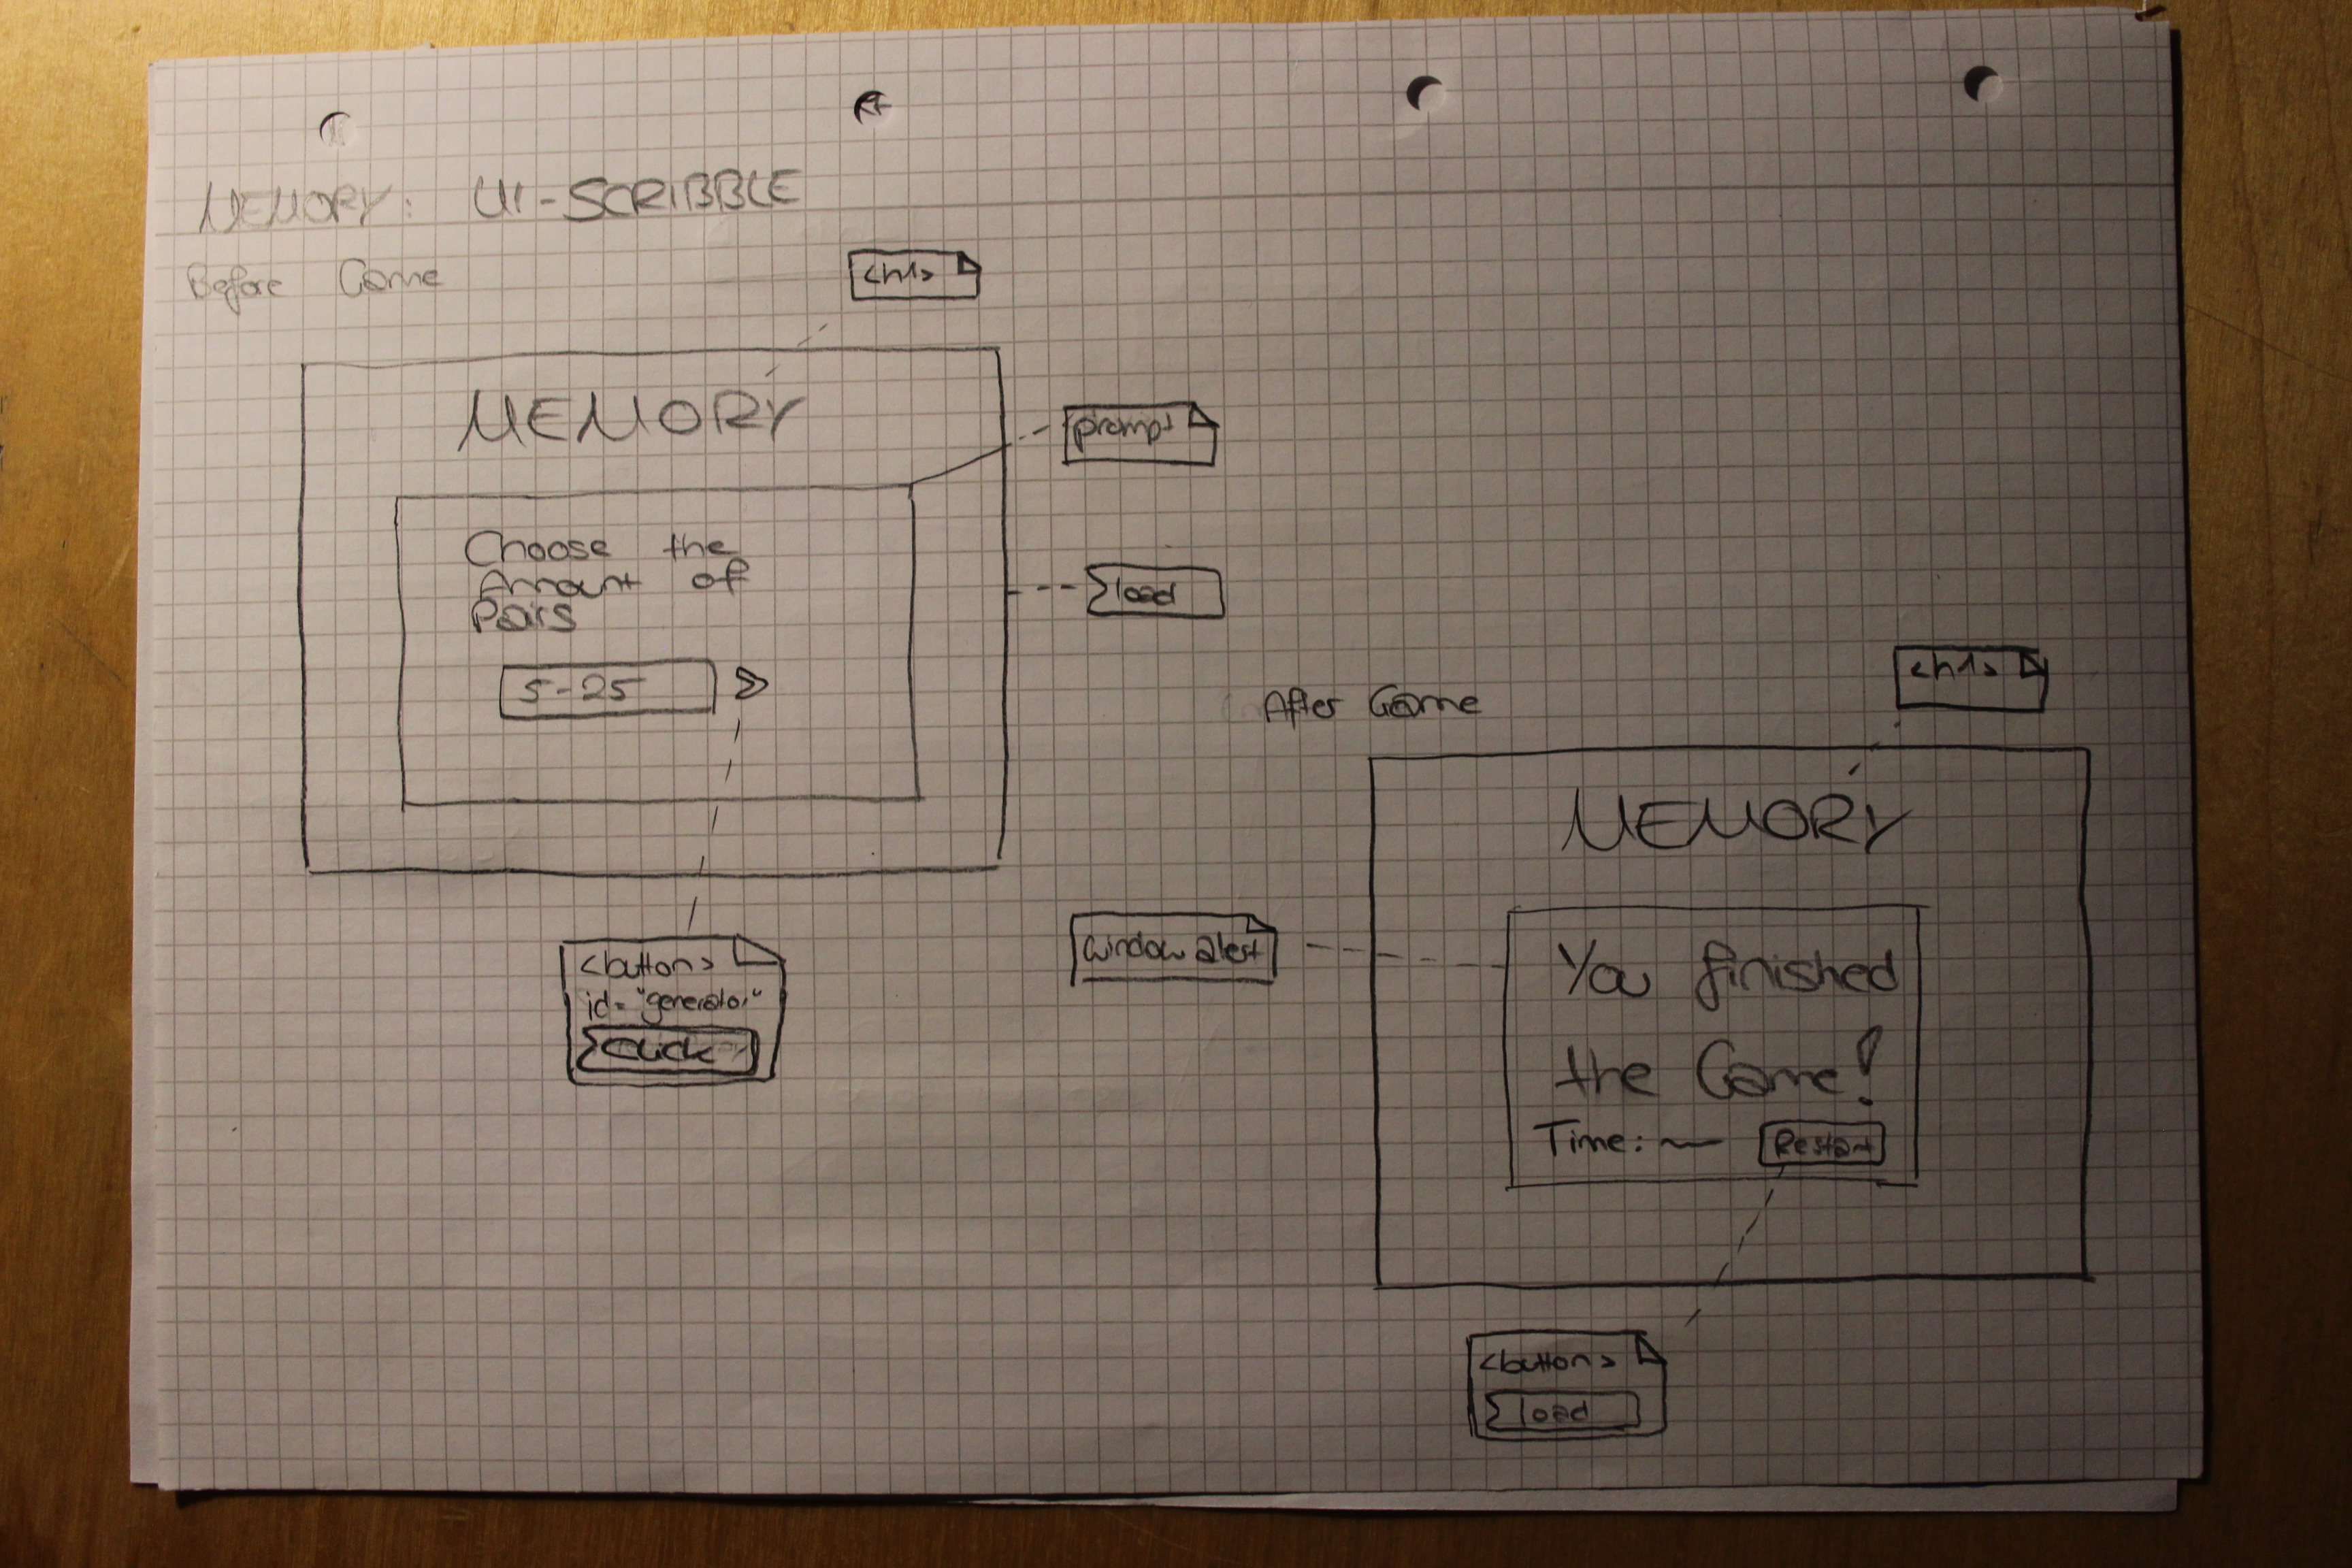 MEMORY: UI-SCRIBBLE
Before Game
<h1>
MEMORY
prompt
Choose the
Amount of
Pairs
load
5-25
<button>
id="generator"
click
After Game
<h1>
MEMORY
window alert
You finished
the Game!
Time: Restart
<button>
load